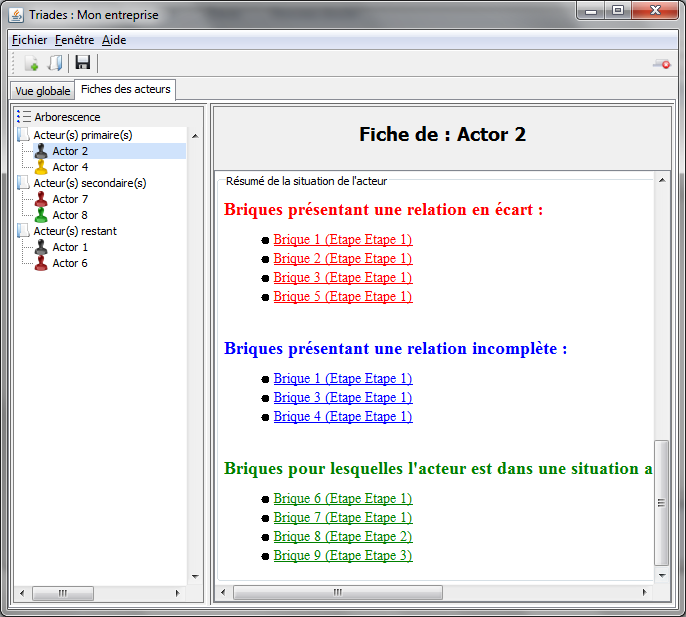 Triades : Mon entreprise
Fichier Fenêtre Aide
Vue globale Fiches des acteurs
Arborescence
Acteur(s) primaire(s)
Actor 2
Actor 4
Acteur(s) secondaire(s)
Actor 7
Actor 8
Acteur(s) restant
Actor 1
Actor 6
Fiche de : Actor 2
Résumé de la situation de l'acteur
Briques présentant une relation en écart :
Brique 1 (Etape Etape 1)
Brique 2 (Etape Etape 1)
Brique 3 (Etape Etape 1)
Brique 5 (Etape Etape 1)
Briques présentant une relation incomplète :
Brique 1 (Etape Etape 1)
Brique 3 (Etape Etape 1)
Brique 4 (Etape Etape 1)
Briques pour lesquelles l'acteur est dans une situation a
Brique 6 (Etape Etape 1)
Brique 7 (Etape Etape 1)
Brique 8 (Etape Etape 2)
Brique 9 (Etape Etape 3)